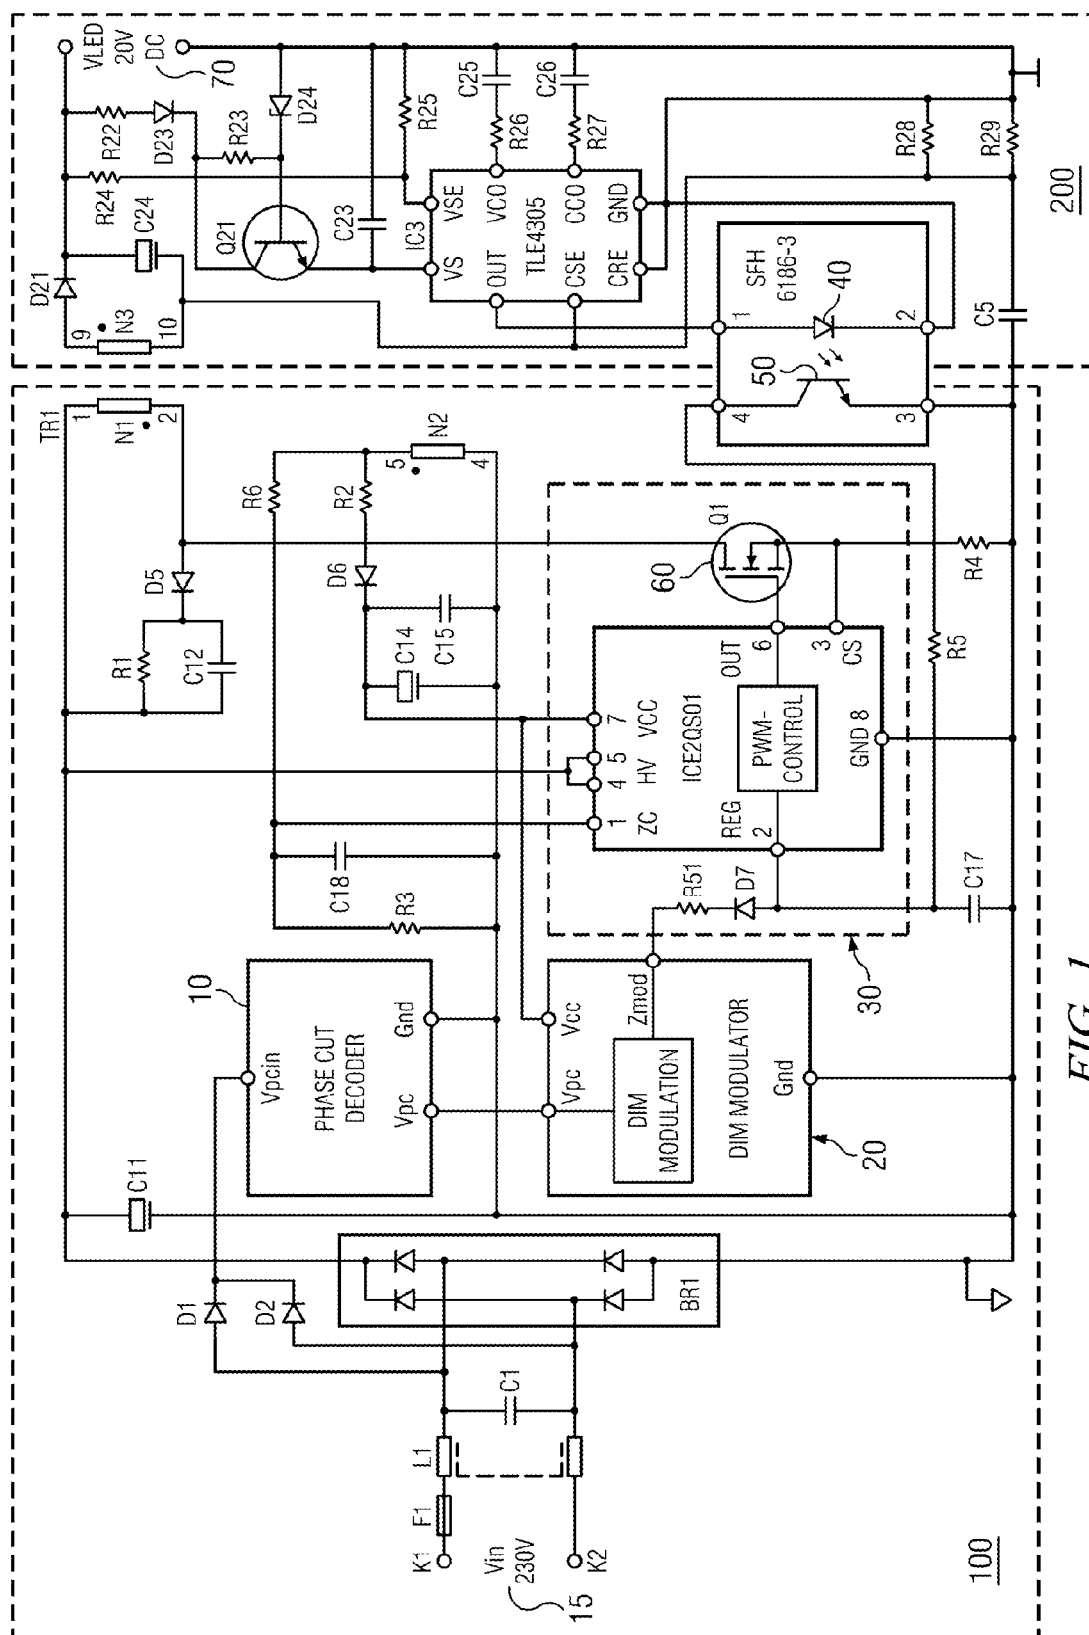 FIG. 1
100
200
15
Vin
230V
K1
K2
F1
L1
C1
D1
D2
BR1
C11
10
Vpcin
PHASE CUT
DECODER
Vpc
Gnd
Vpc
Vcc
DIM
MODULATION
Zmod
DIM MODULATOR
Gnd
20
C18
R3
R1
C12
D5
TR1
1
N1
2
R6
R2
D6
C14
C15
5
N2
4
30
R51
D7
C17
R5
R4
1
ZC
4
5
HV
7
VCC
ICE2QS01
REG
2
PWM-
CONTROL
OUT
6
3
CS
GND 8
60
Q1
4
50
3
1
40
2
SFH
6186-3
C5
9
N3
10
D21
C24
R24
R22
D23
R23
Q21
D24
C23
R25
VLED
20V
DC
70
IC3
VS
VSE
OUT
VCO
TLE4305
CSE
CCO
CRE
GND
R26
C25
R27
C26
R28
R29